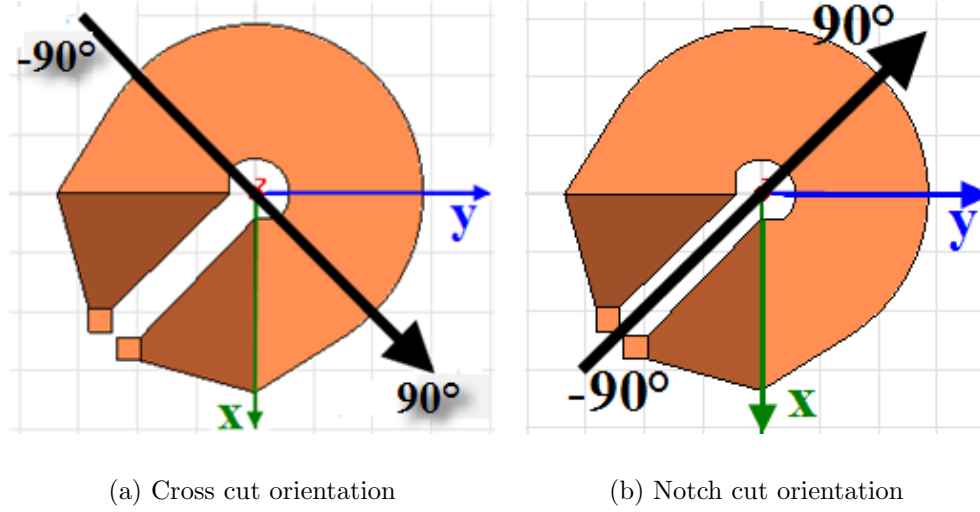 -90°
y
x
90°
90°
y
x
-90°
(a) Cross cut orientation
(b) Notch cut orientation